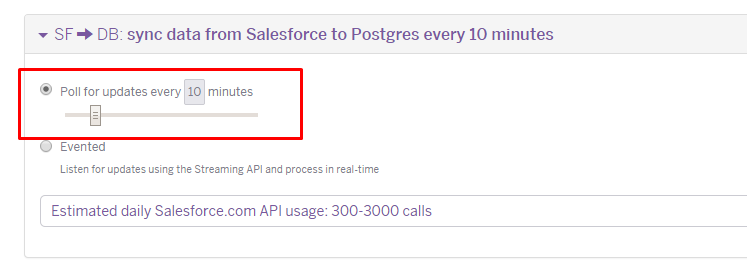 SF➡DB: sync data from Salesforce to Postgres every 10 minutes
Poll for updates every 10 minutes
Evented
Listen for updates using the Streaming API and process in real-time
Estimated daily Salesforce.com API usage: 300-3000 calls